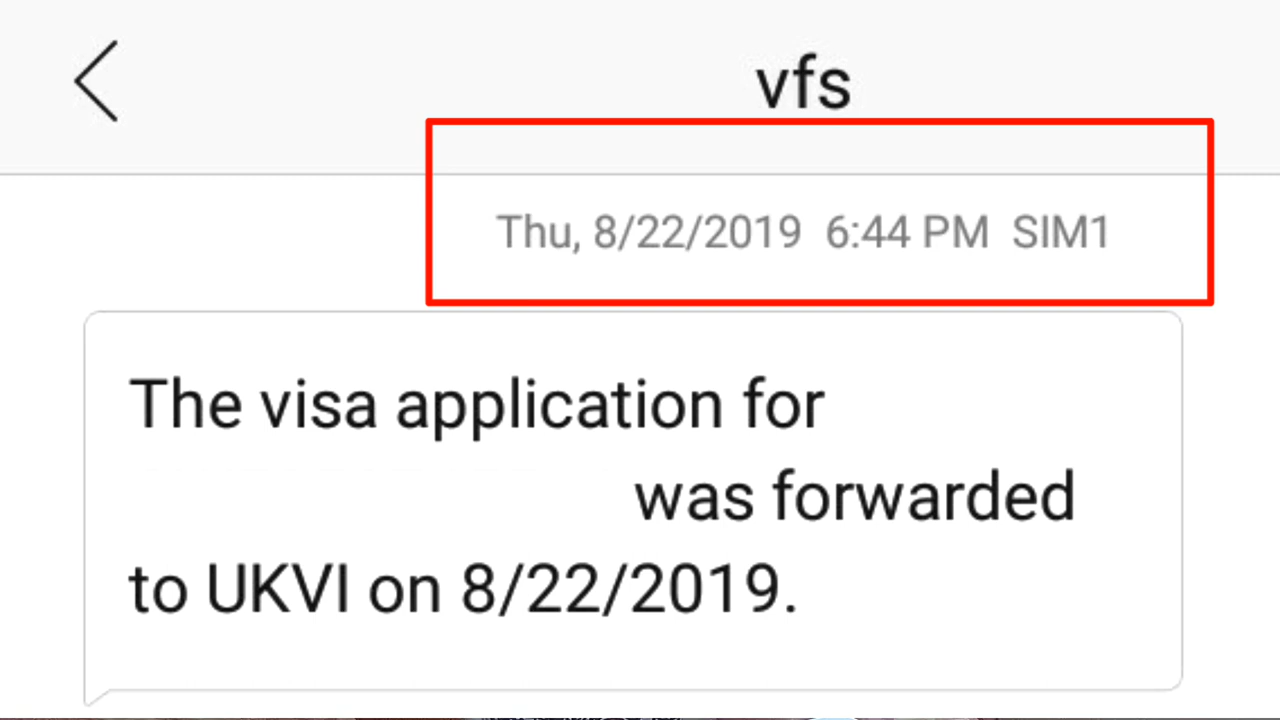 vfs
Thu, 8/22/2019 6:44 PM SIM1
The visa application for
was forwarded
to UKVI on 8/22/2019.